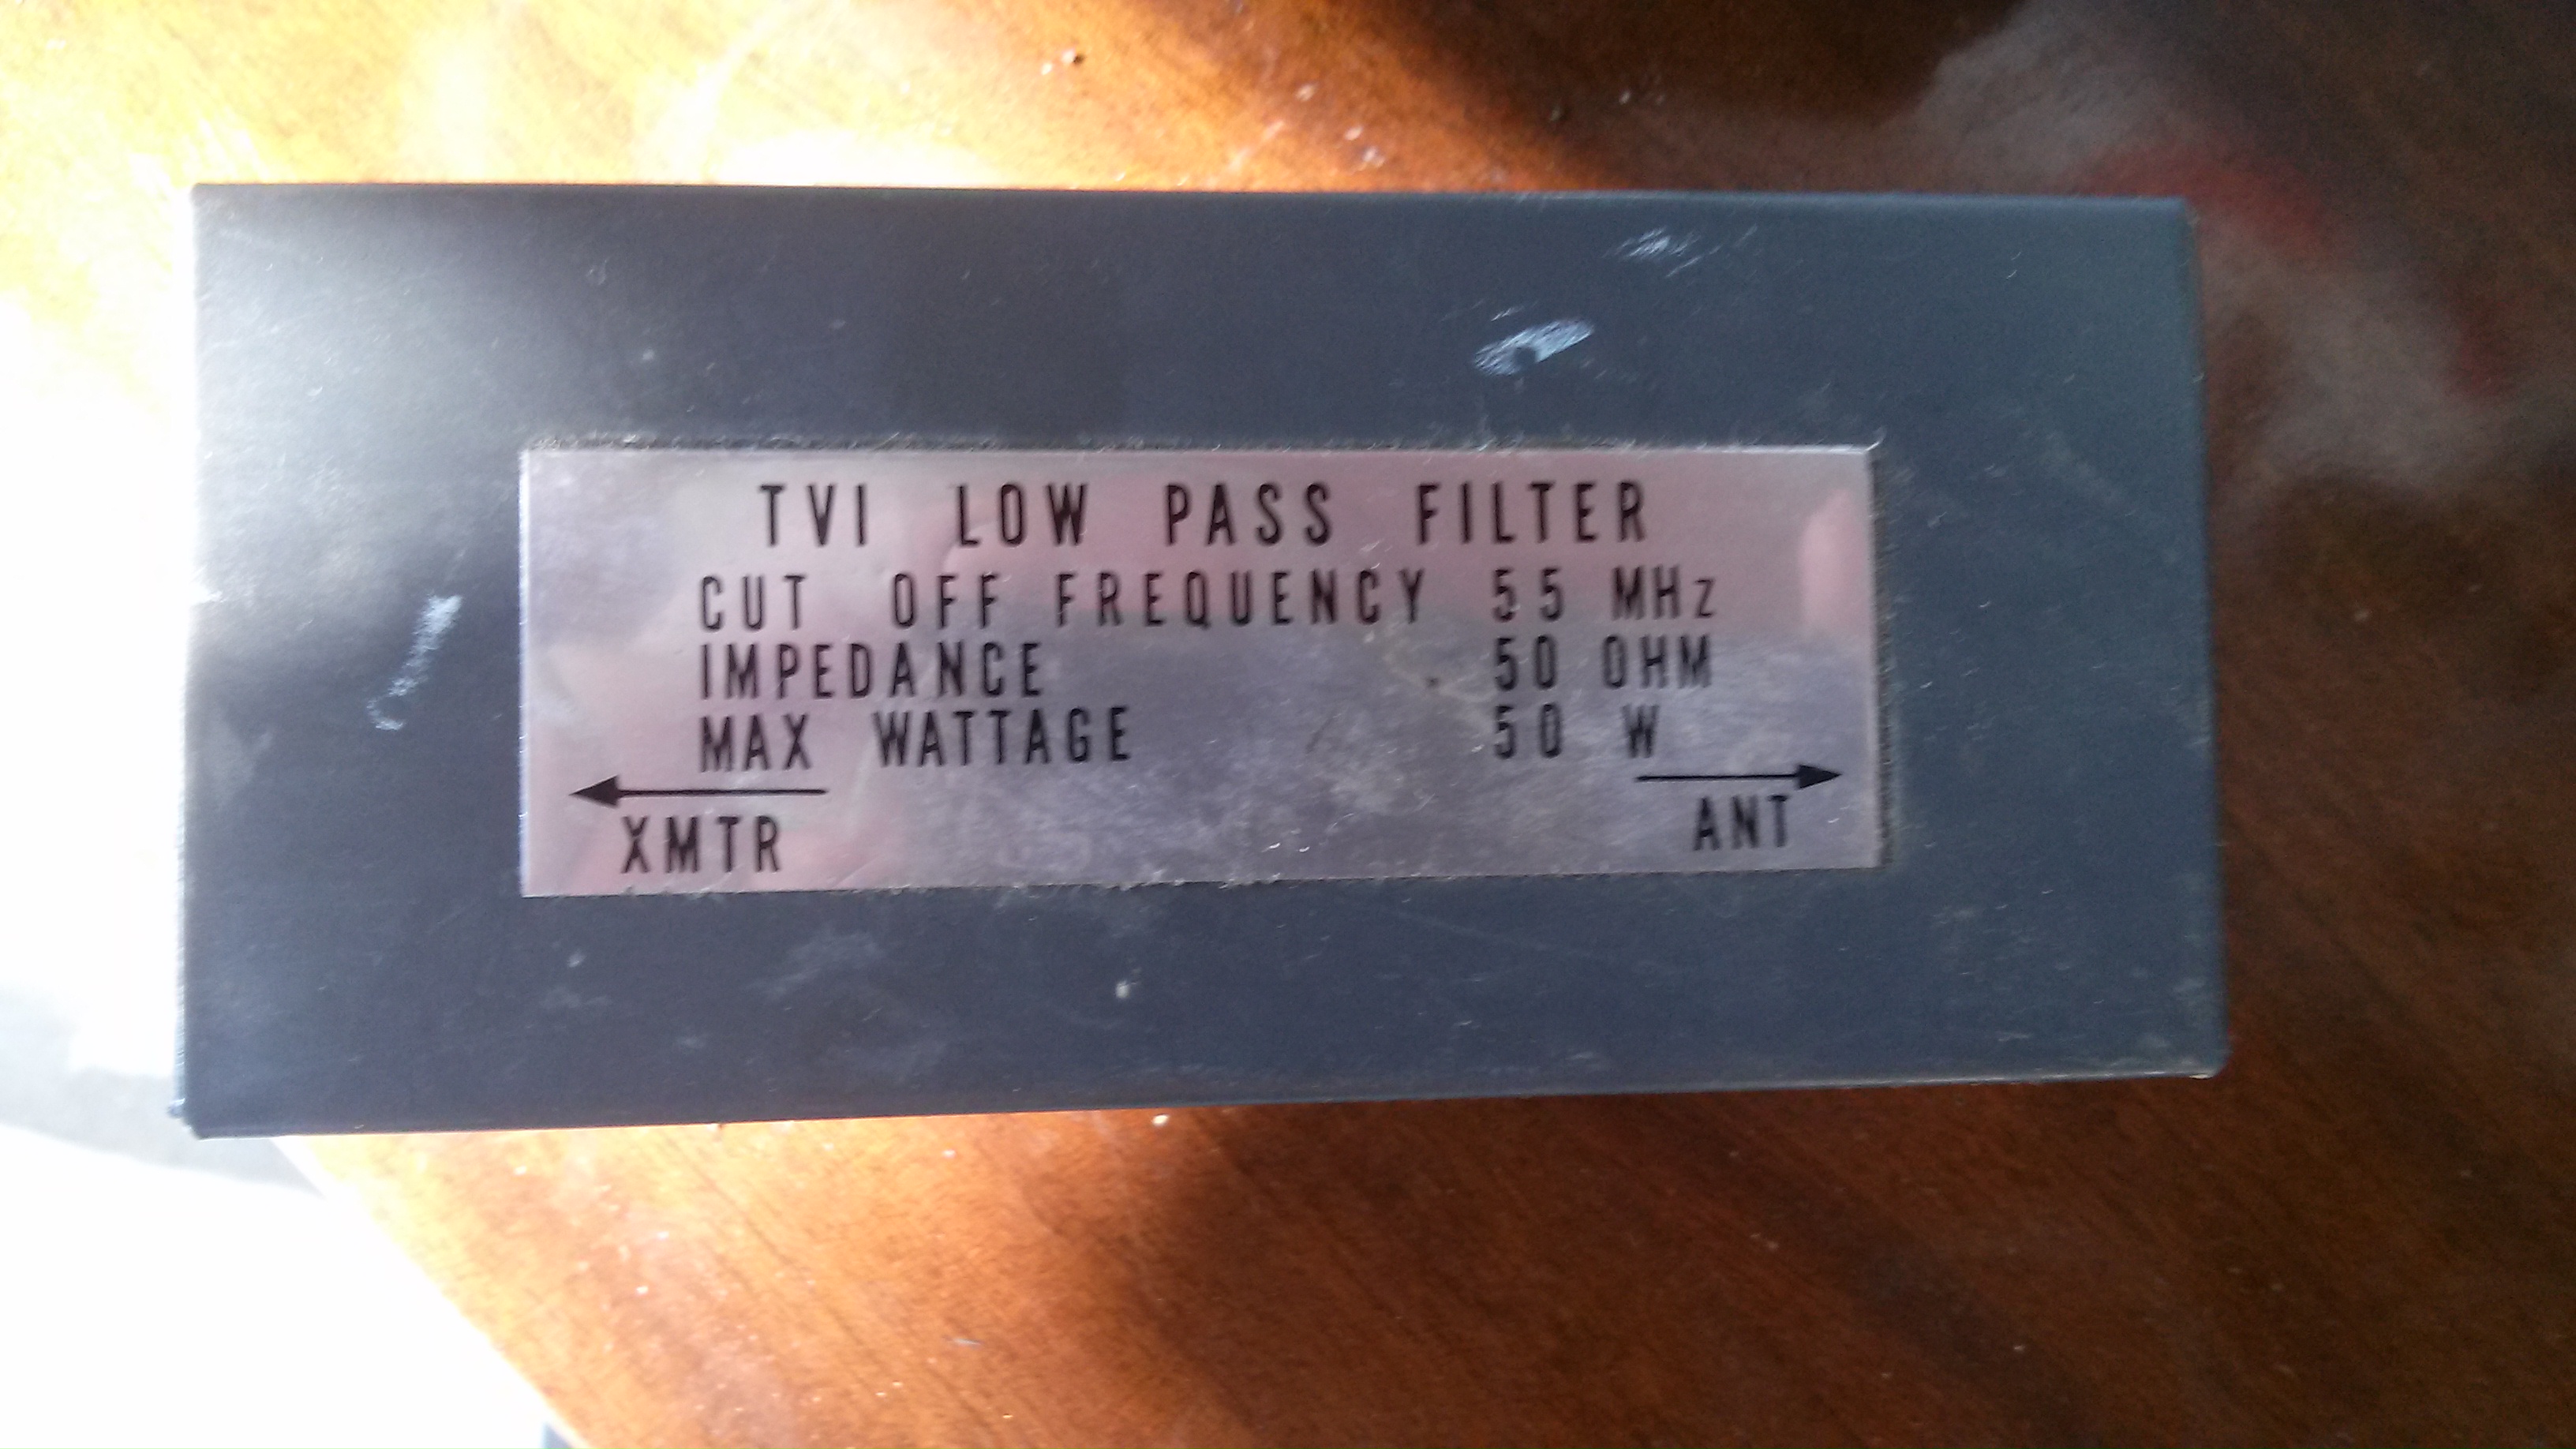 TVI LOW PASS FILTER
CUT OFF FREQUENCY 55 MHz
IMPEDANCE 50 OHM
MAX WATTAGE 50 W
XMTR ANT